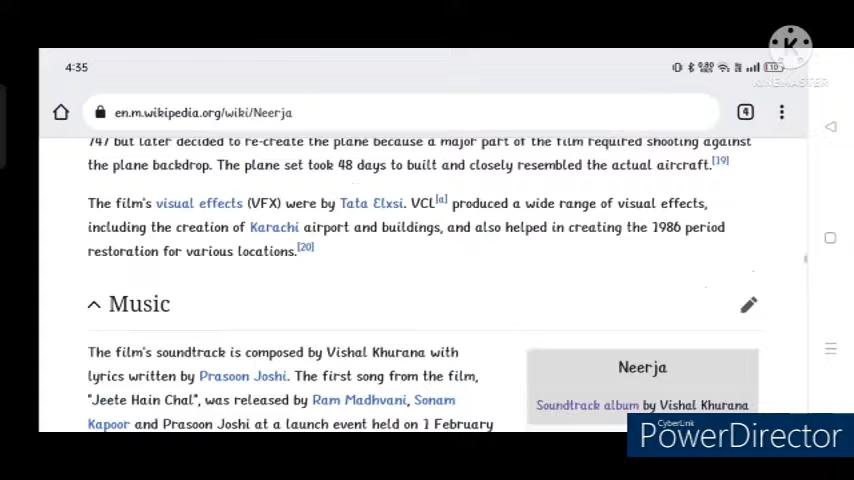 4:35
KINEMASTER
en.m.wikipedia.org/wiki/Neerja
4
747 but later decided to re-create the plane because a major part of the film required shooting against
the plane backdrop. The plane set took 48 days to built and closely resembled the actual aircraft.[19]
The film's visual effects (VFX) were by Tata Elxsi. VCL[a] produced a wide range of visual effects,
including the creation of Karachi airport and buildings, and also helped in creating the 1986 period
restoration for various locations.[20]
Music
The film's soundtrack is composed by Vishal Khurana with
lyrics written by Prasoon Joshi. The first song from the film,
"Jeete Hain Chal", was released by Ram Madhvani, Sonam
Kapoor and Prasoon Joshi at a launch event held on 1 February
Neerja
Soundtrack album by Vishal Khurana
CyberLink
PowerDirector